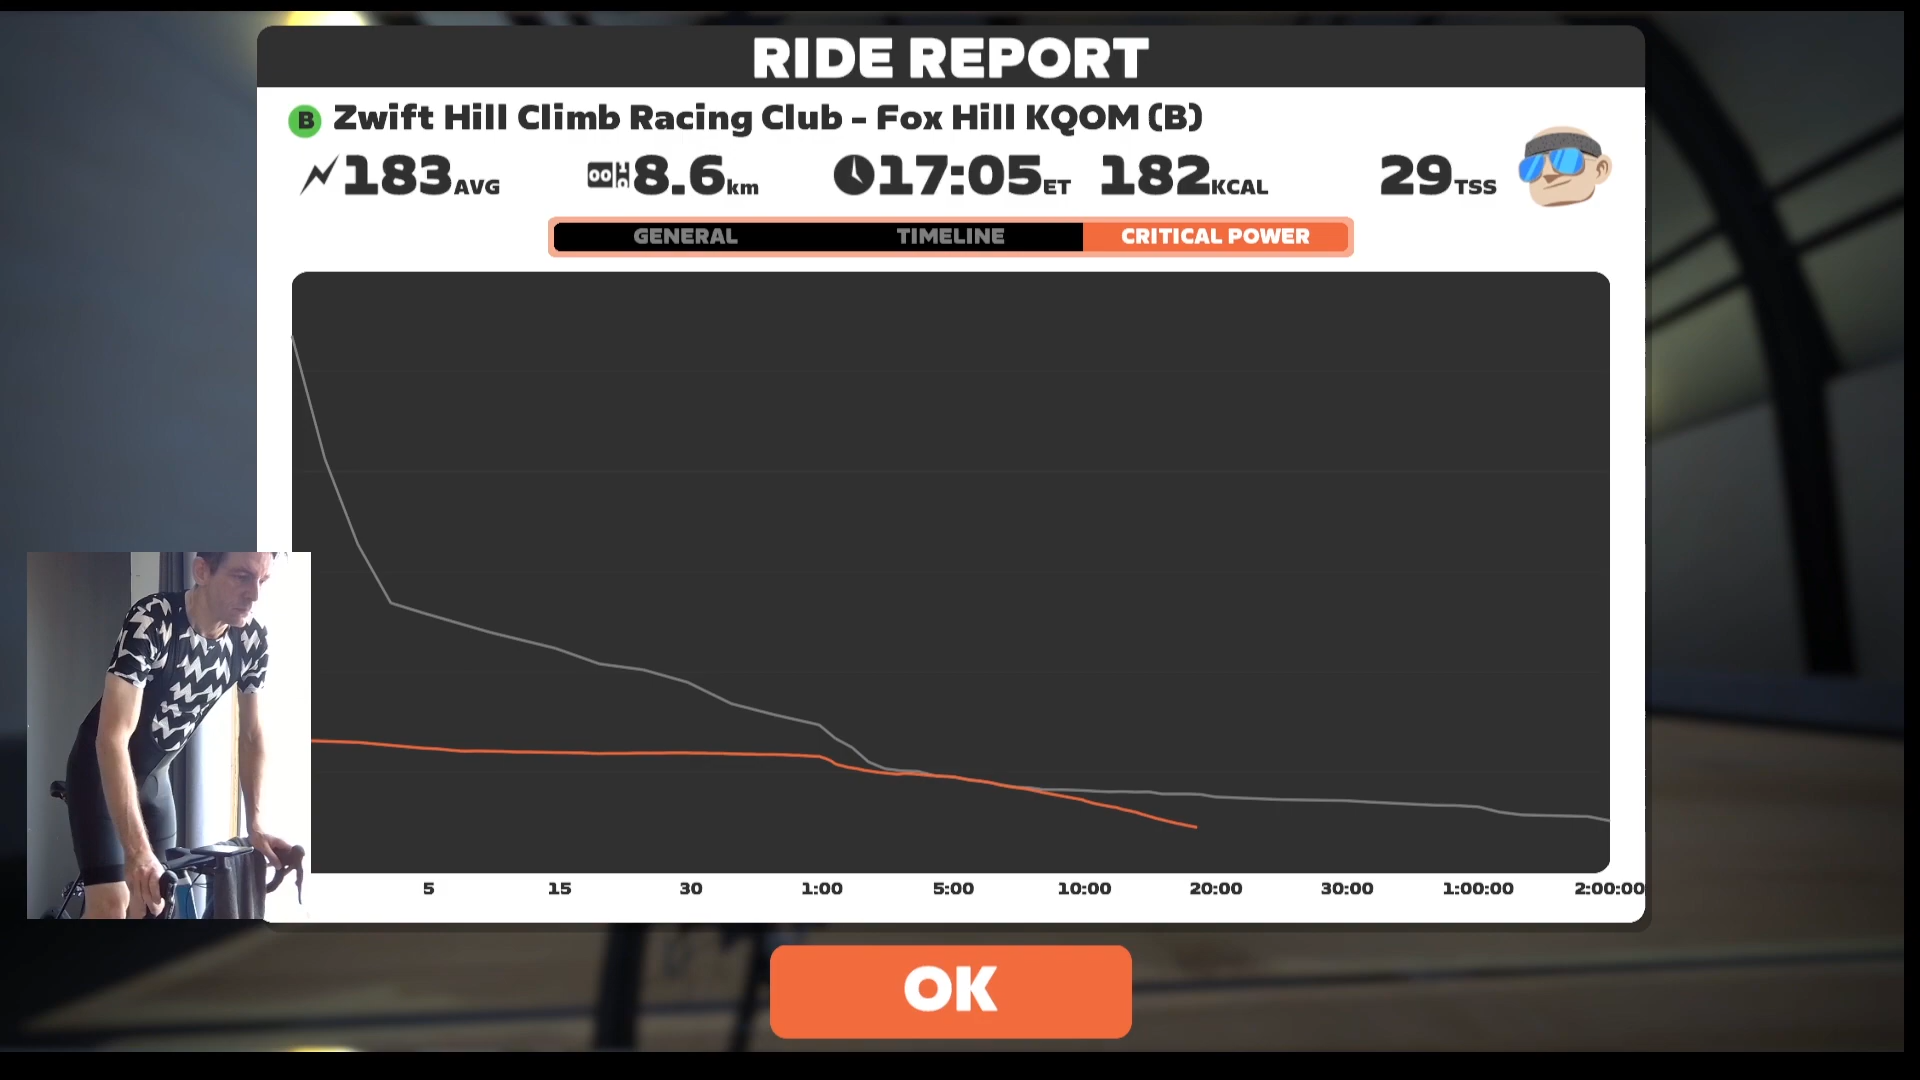 RIDE REPORT
B Zwift Hill Climb Racing Club - Fox Hill KQOM (B)
183AVG 8.6km 17:05ET 182KCAL 29TSS
GENERAL TIMELINE CRITICAL POWER
5 15 30 1:00 5:00 10:00 20:00 30:00 1:00:00 2:00:00
OK